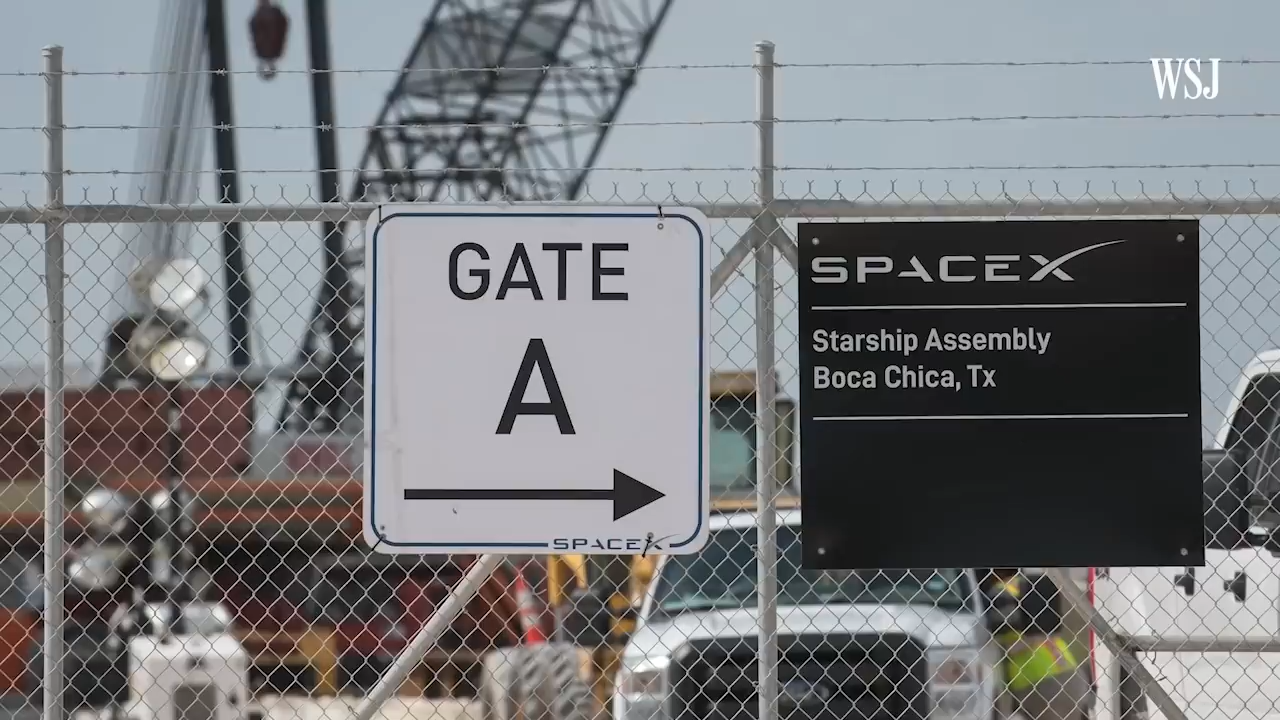 WSJ
GATE
A
SPACEX
SPACEX
Starship Assembly
Boca Chica, Tx